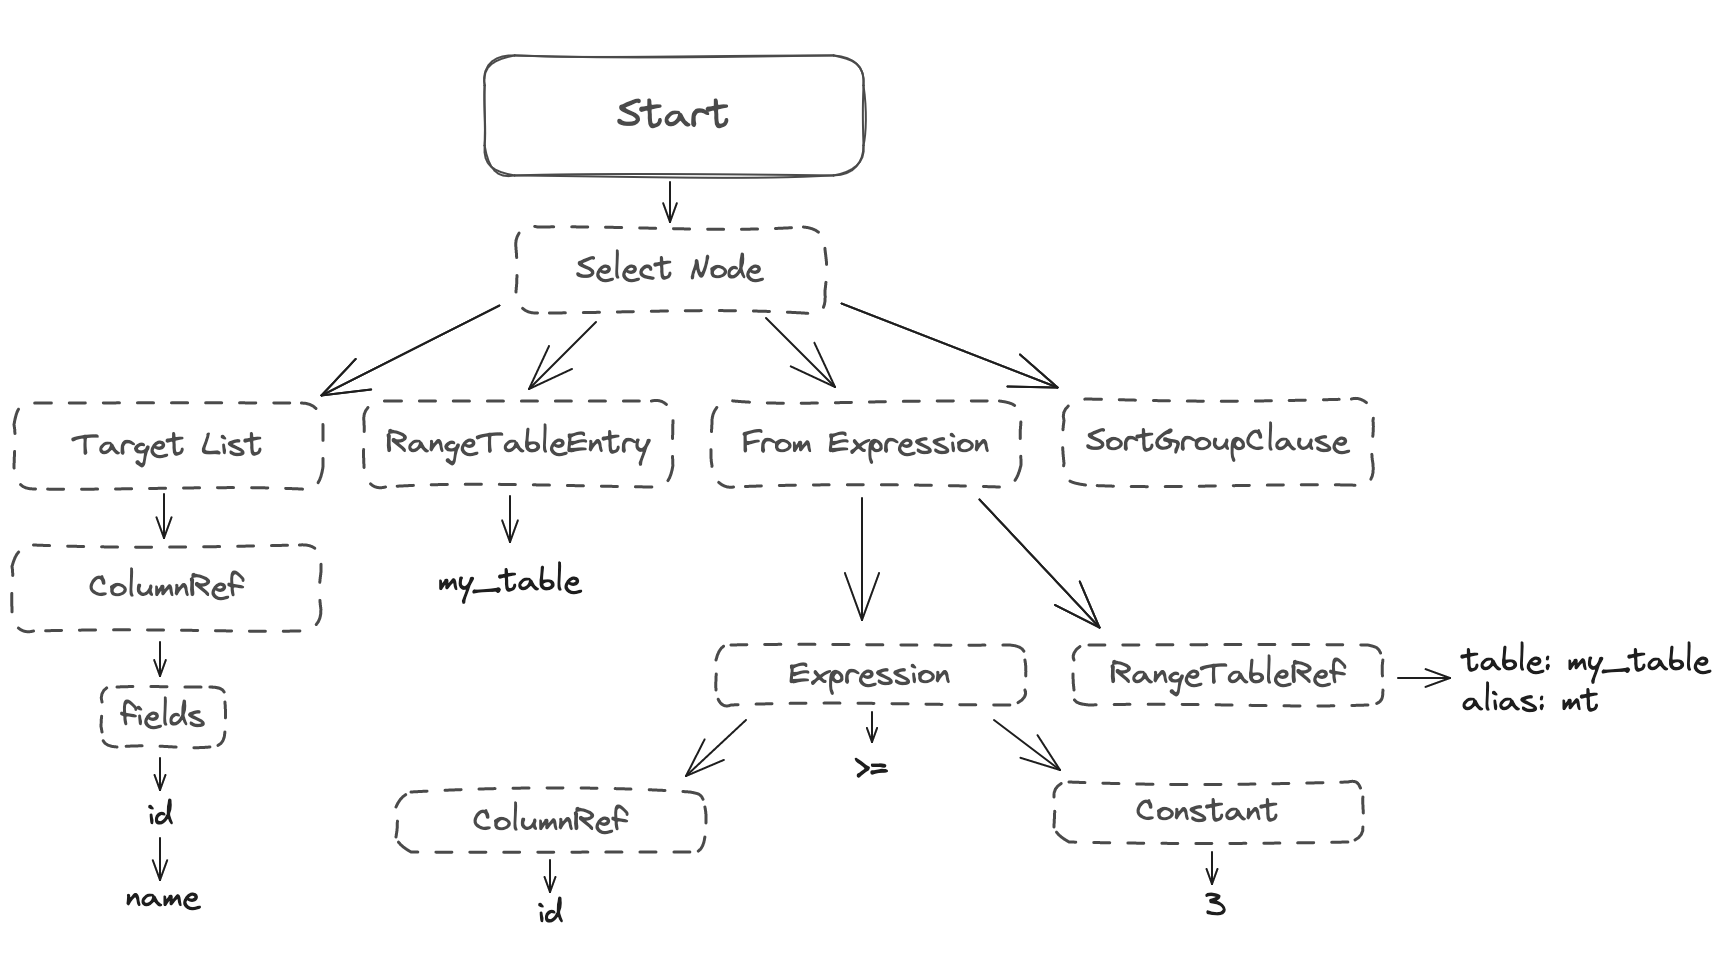 Start
Select Node
Target List
RangeTableEntry
From Expression
SortGroupClause
ColumnRef
my_table
fields
id
name
Expression
RangeTableRef
table: my_table
alias: mt
>=
ColumnRef
Constant
id
3